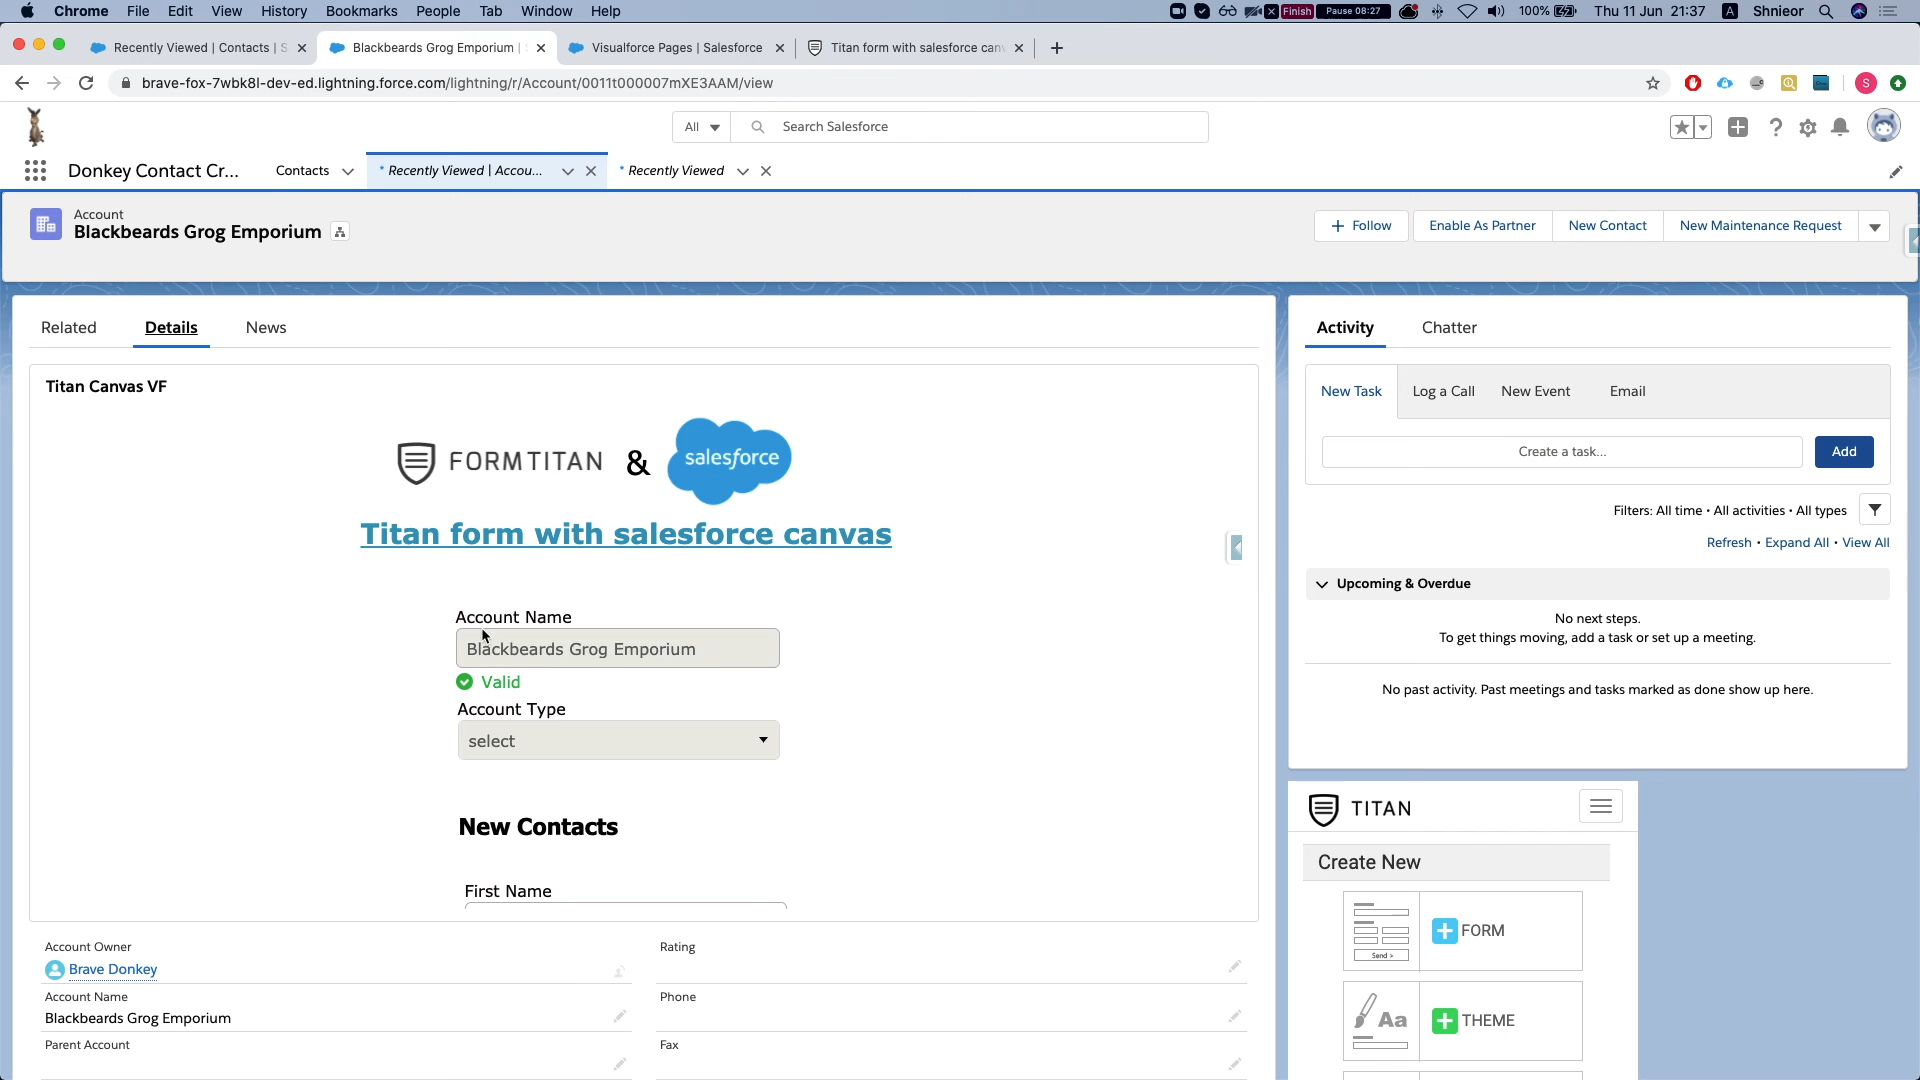 Chrome File Edit View History Bookmarks People Tab Window Help
Finish Pause 08:27 100% Thu 11 Jun 21:37 A Shnieor
Recently Viewed | Contacts | S
Blackbeards Grog Emporium |
Visualforce Pages | Salesforce
Titan form with salesforce can
brave-fox-7wbk8l-dev-ed.lightning.force.com/lightning/r/Account/0011t000007mXE3AAM/view
S
All
Search Salesforce
Donkey Contact Cr...
Contacts
* Recently Viewed | Accou...
* Recently Viewed
Account
Blackbeards Grog Emporium
Follow
Enable As Partner
New Contact
New Maintenance Request
Related
Details
News
Titan Canvas VF
FORMTITAN & salesforce
Titan form with salesforce canvas
Account Name
Blackbeards Grog Emporium
Valid
Account Type
select
New Contacts
First Name
Account Owner
Brave Donkey
Account Name
Blackbeards Grog Emporium
Parent Account
Rating
Phone
Fax
Activity
Chatter
New Task
Log a Call
New Event
Email
Create a task...
Add
Filters: All time • All activities • All types
Refresh • Expand All • View All
Upcoming & Overdue
No next steps.
To get things moving, add a task or set up a meeting.
No past activity. Past meetings and tasks marked as done show up here.
TITAN
Create New
Send >
FORM
Aa
THEME